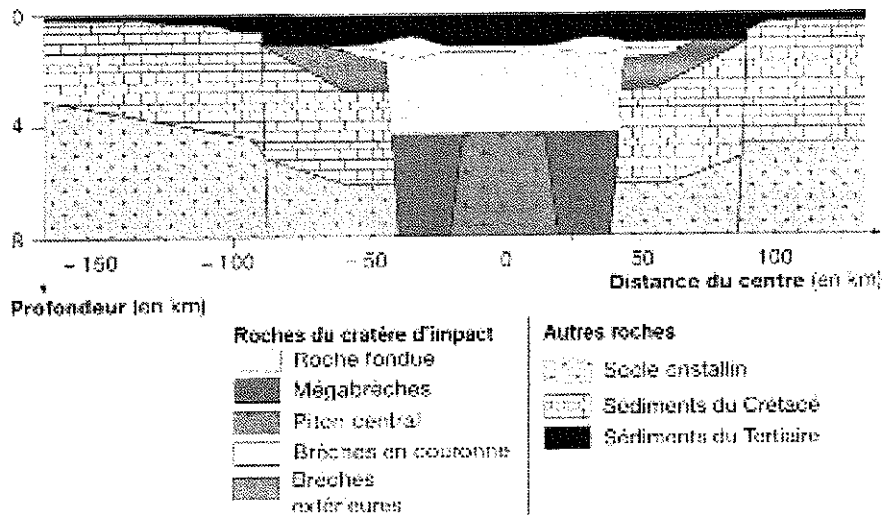 0
4
8
- 150
- 100
- 50
0
50
100
Distance du centre (en km)
Profondeur (en km)
Roches du cratère d'impact
Roche fondue
Mégabrèches
Piton central
Brèches en couronne
Brèches
extérieures
Autres roches
Socle cristallin
Sédiments du Crétacé
Sédiments du Tertiaire